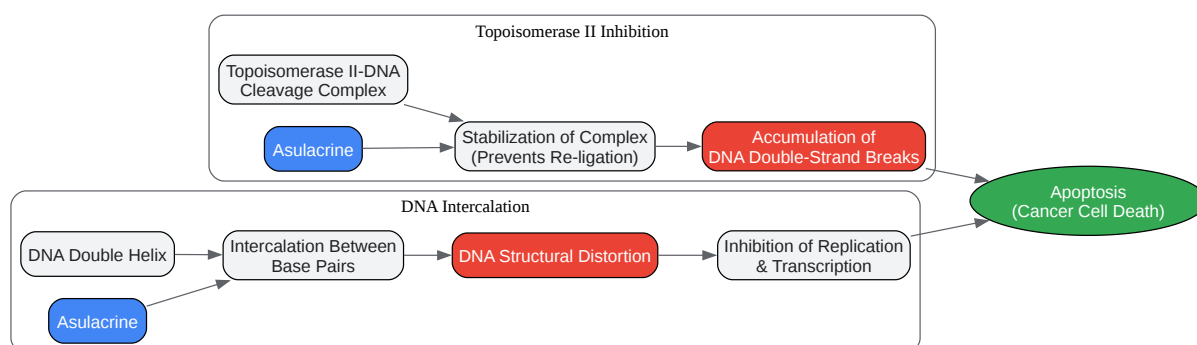 Topoisomerase II Inhibition
Topoisomerase II-DNA
Cleavage Complex
Asulacrine
Stabilization of Complex
(Prevents Re-ligation)
Accumulation of
DNA Double-Strand Breaks
Apoptosis
(Cancer Cell Death)
DNA Intercalation
DNA Double Helix
Intercalation Between
Base Pairs
DNA Structural Distortion
Inhibition of Replication
& Transcription
Asulacrine